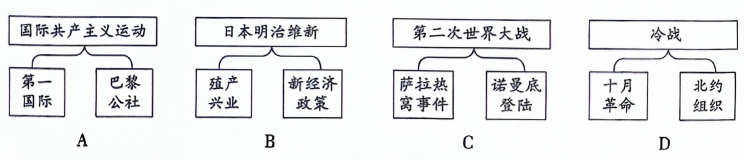 国际共产主义运动
第一
国际
巴黎
公社
A
日本明治维新
殖产
兴业
新经济
政策
B
第二次世界大战
萨拉热
窝事件
诺曼底
登陆
C
冷战
十月
革命
北约
组织
D